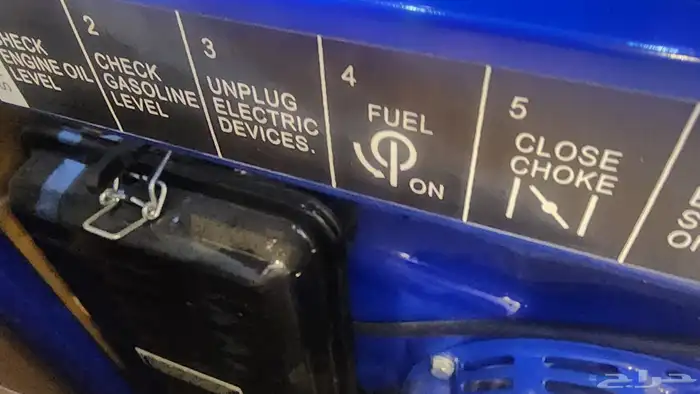 CHECK
ENGINE OIL
LEVEL
2
CHECK
GASOLINE
LEVEL
3
UNPLUG
ELECTRIC
DEVICES.
4
FUEL
ON
5
CLOSE
CHOKE
حراج